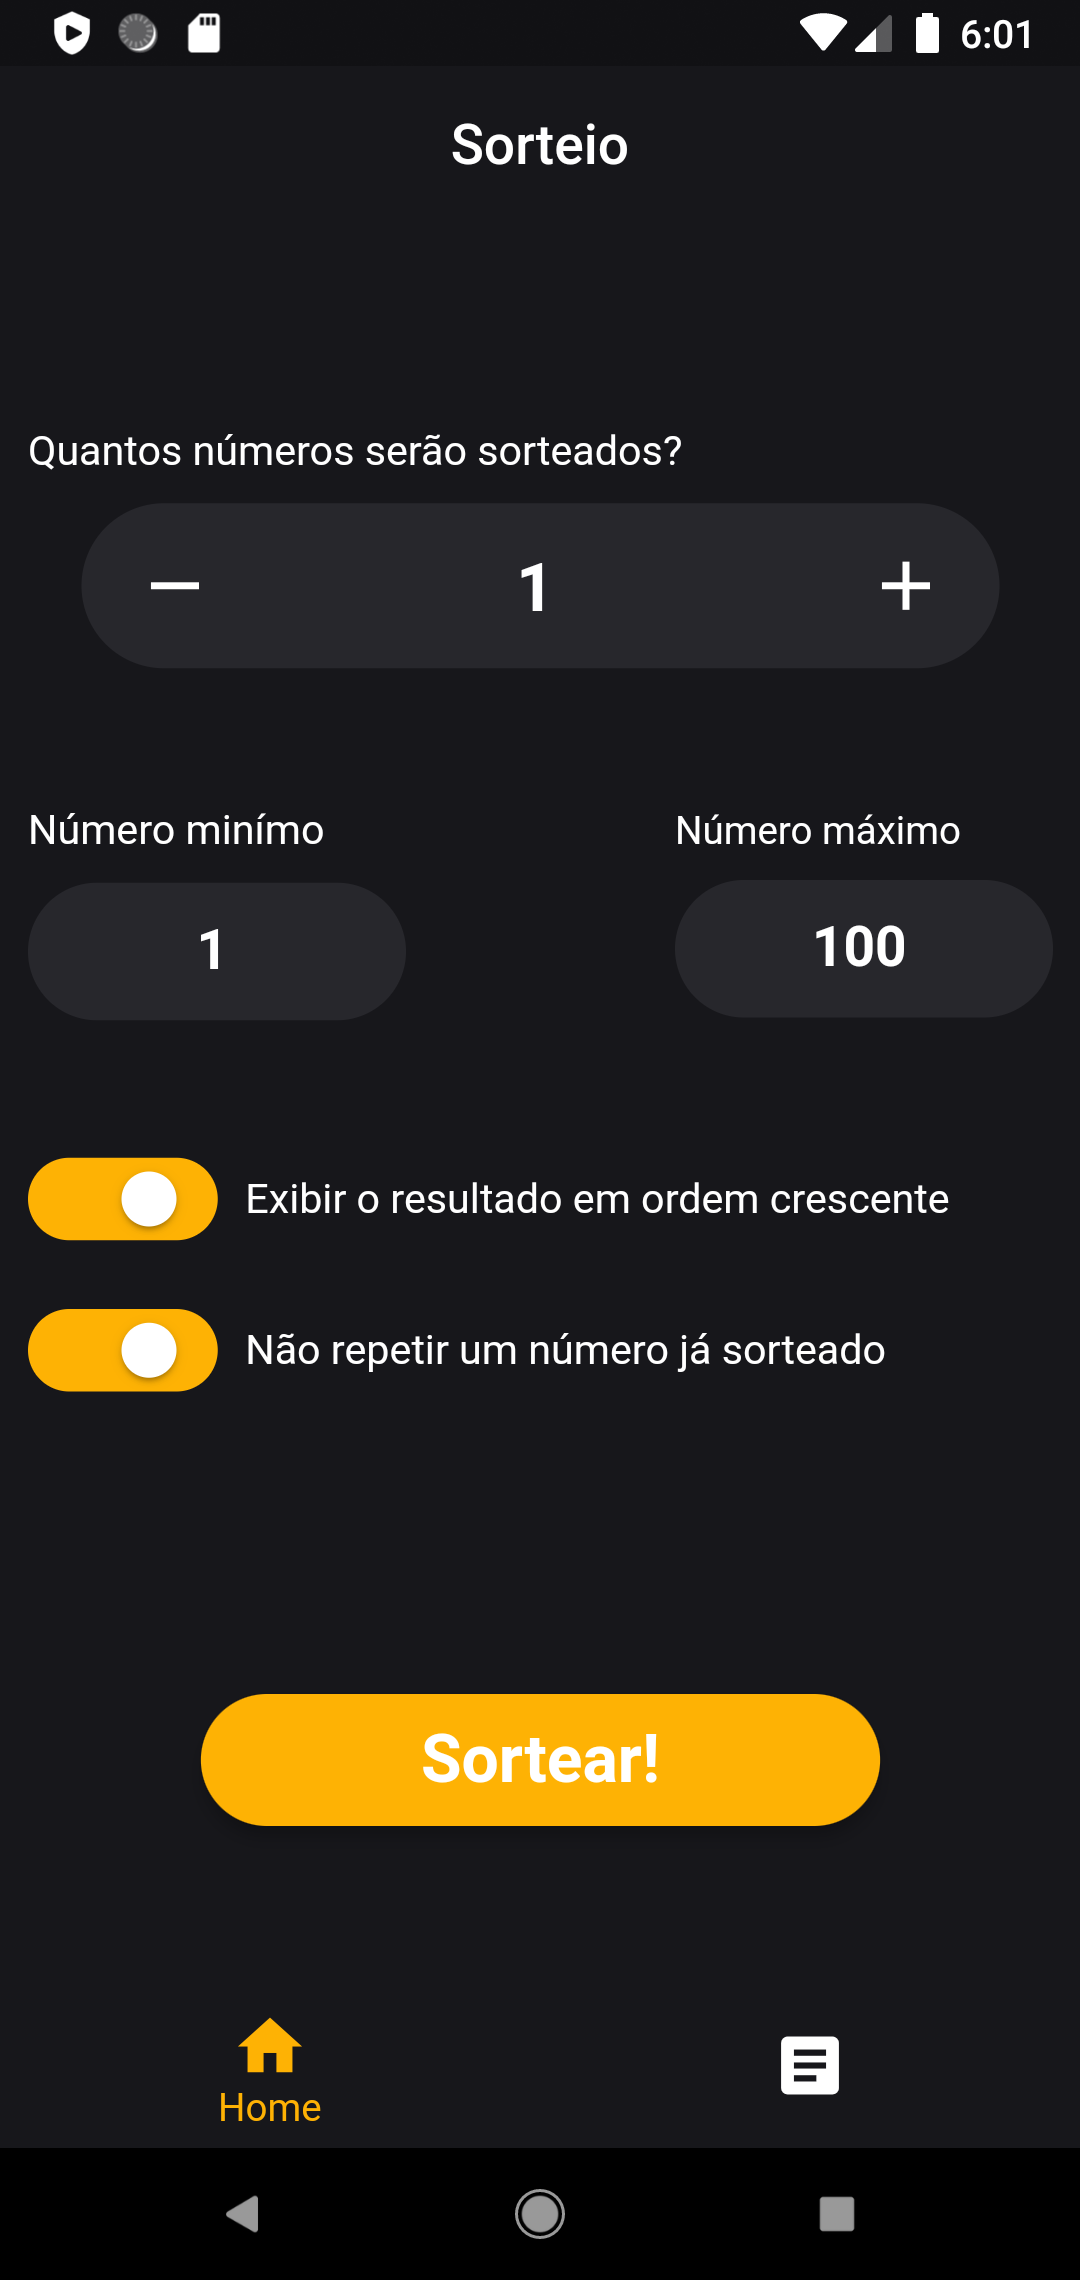 6:01
Sorteio
Quantos números serão sorteados?
1
Número minímo
Número máximo
1
100
Exibir o resultado em ordem crescente
Não repetir um número já sorteado
Sortear!
Home